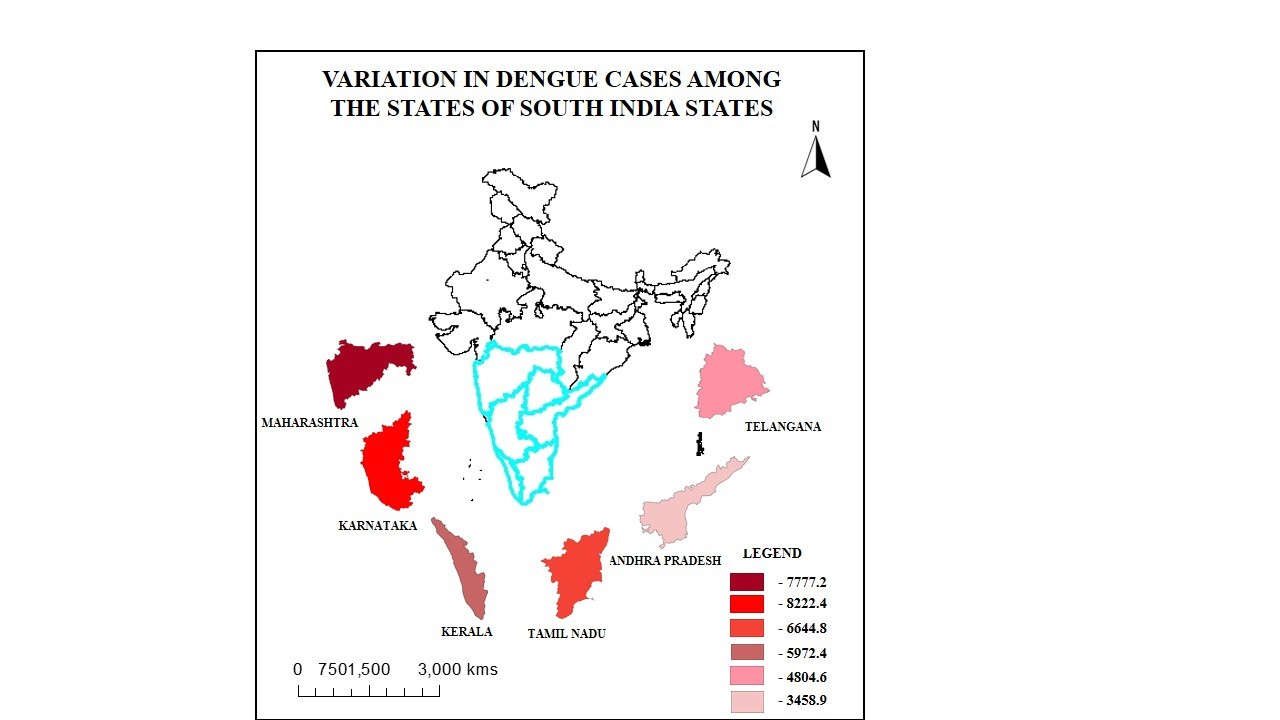 VARIATION IN DENGUE CASES AMONG
THE STATES OF SOUTH INDIA STATES
N
MAHARASHTRA
TELANGANA
KARNATAKA
ANDHRA PRADESH
KERALA
TAMIL NADU
LEGEND
- 7777.2
- 8222.4
- 6644.8
- 5972.4
- 4804.6
- 3458.9
0 7501,500 3,000 kms